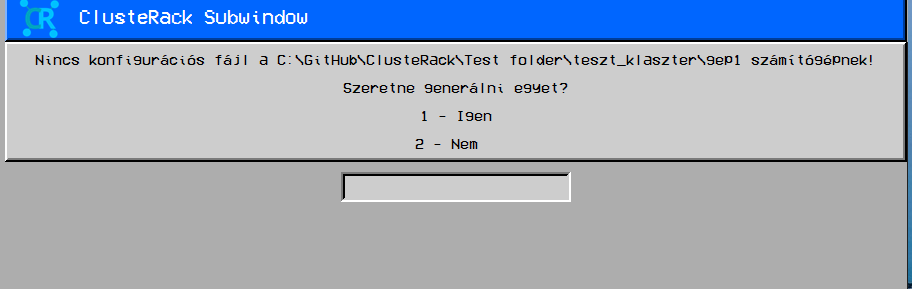 CR ClusteRack Subwindow
Nincs konfigurációs fájl a C:\GitHub\ClusteRack\Test folder\teszt_klaszter\gep1 számítógépnek!
Szeretne generálni egyet?
1 - Igen
2 - Nem